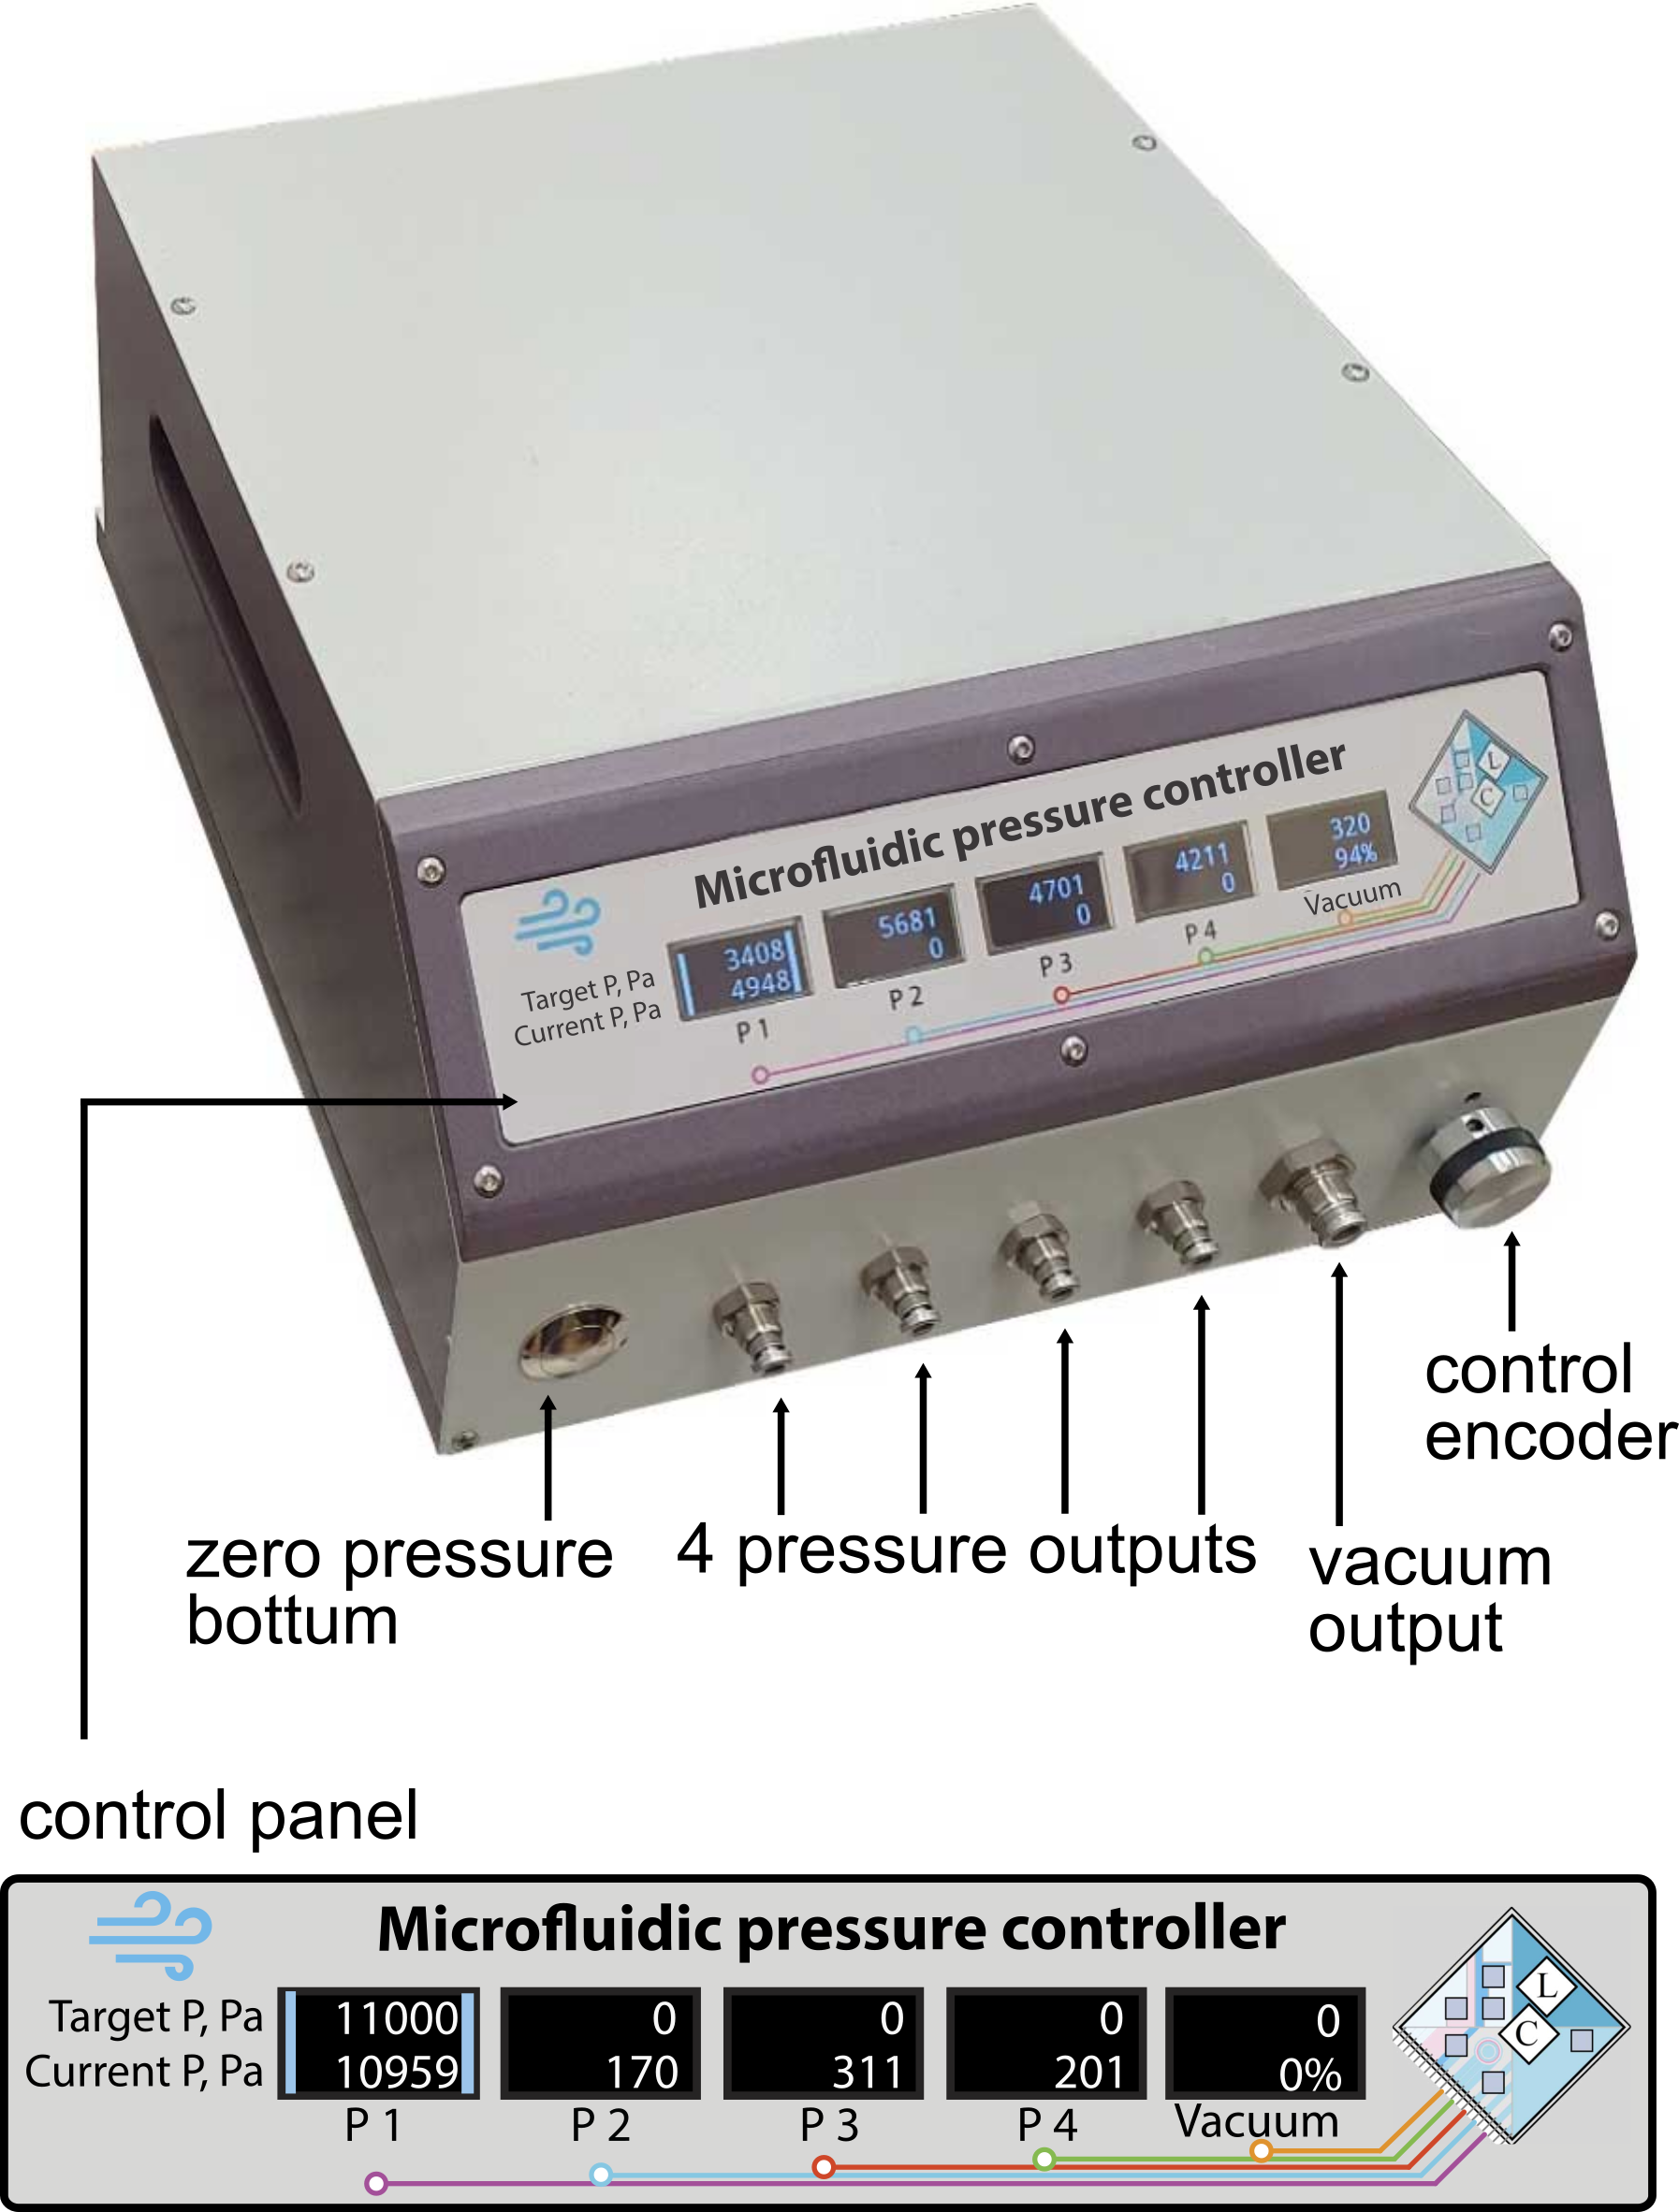 Microfluidic pressure controller
L
C
Target P, Pa
Current P, Pa
3408
4948
P 1
5681
0
P 2
4701
0
P 3
4211
0
P 4
320
94%
Vacuum
zero pressure
bottum
4 pressure outputs
vacuum
output
control
encoder
control panel
Microfluidic pressure controller
L
C
Target P, Pa
11000
0
0
0
0
Current P, Pa
10959
170
311
201
0%
P 1
P 2
P 3
P 4
Vacuum